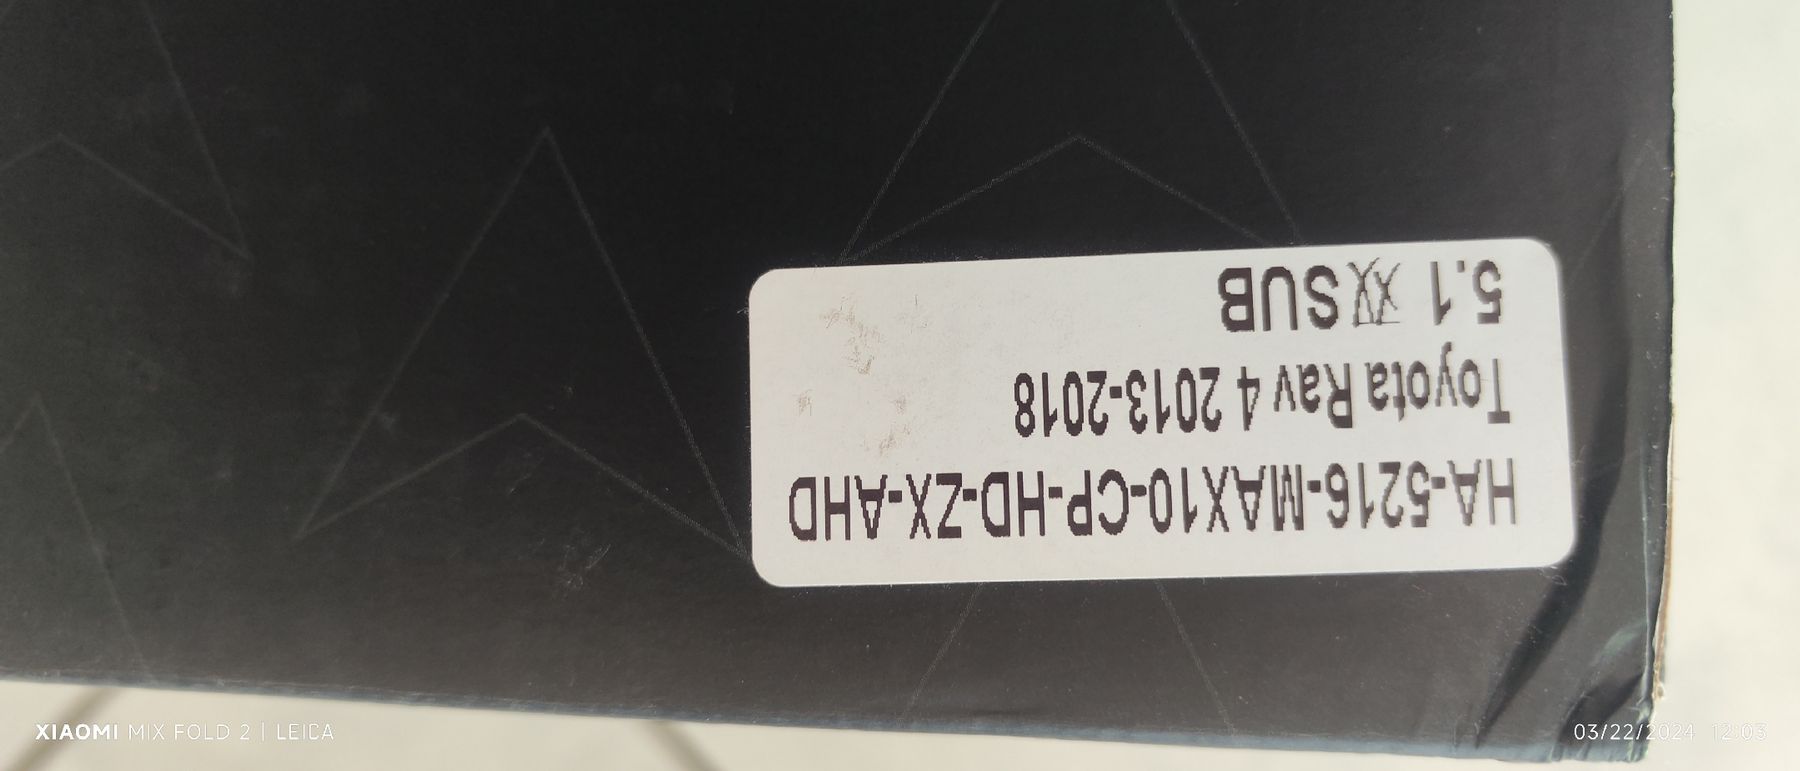 HA-5216-MAX10-CP-HD-ZX-AHD
Toyota Rav 4 2013-2018
5.1 SUB
XIAOMI MIX FOLD 2 | LEICA
03/22/2024 12:03